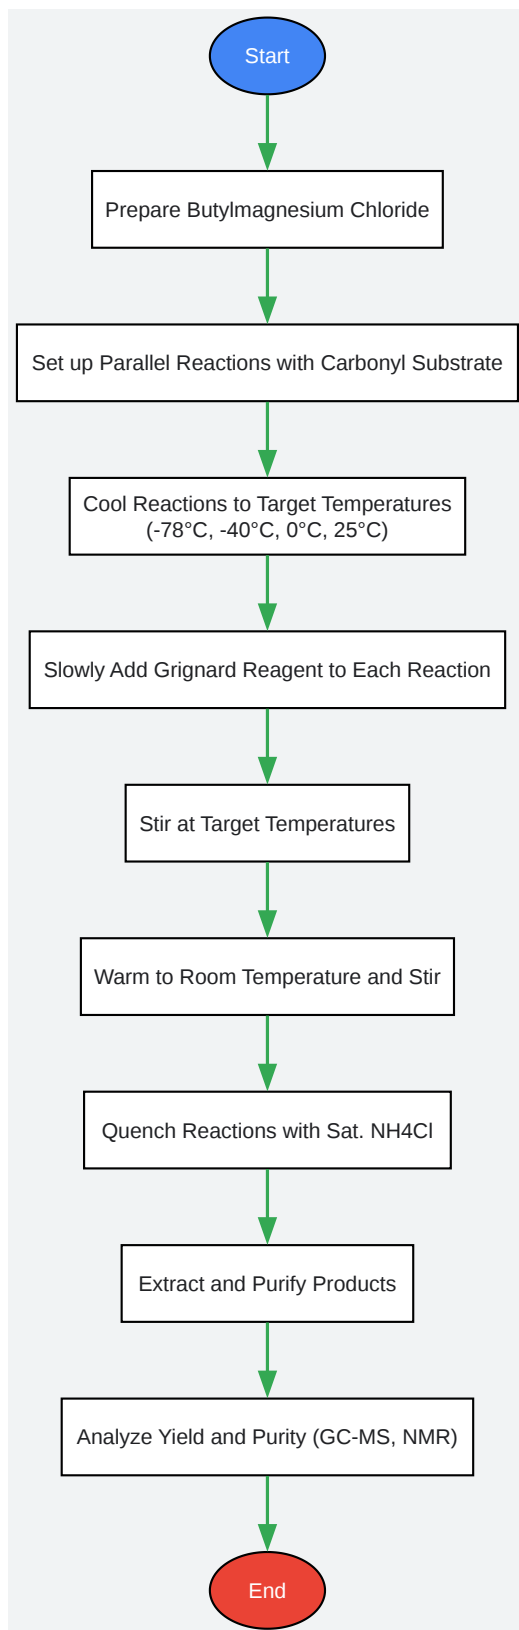 Start
Prepare Butylmagnesium Chloride
Set up Parallel Reactions with Carbonyl Substrate
Cool Reactions to Target Temperatures
(-78°C, -40°C, 0°C, 25°C)
Slowly Add Grignard Reagent to Each Reaction
Stir at Target Temperatures
Warm to Room Temperature and Stir
Quench Reactions with Sat. NH4Cl
Extract and Purify Products
Analyze Yield and Purity (GC-MS, NMR)
End